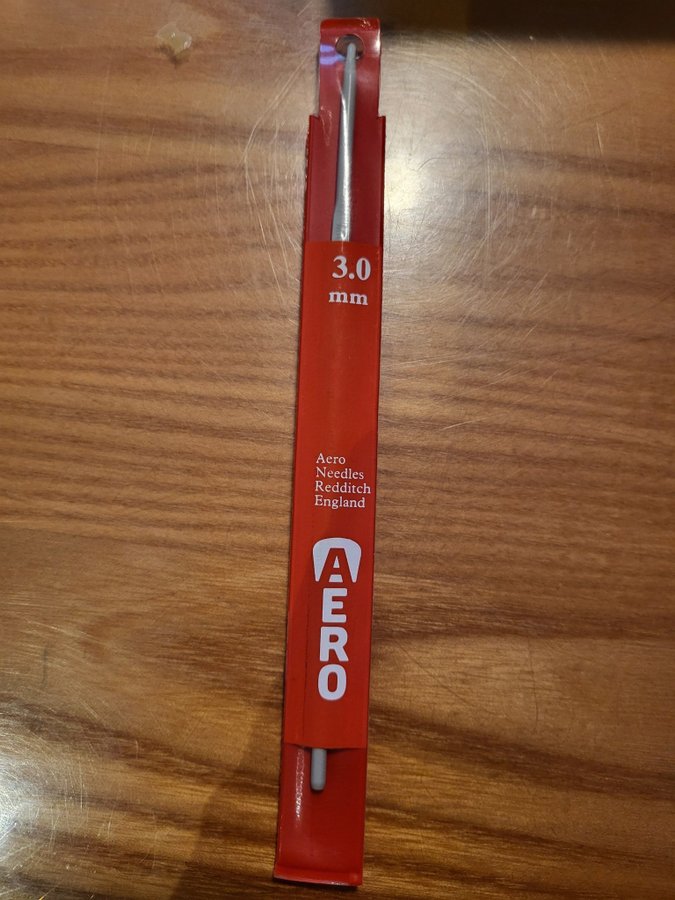 3.0
mm
Aero
Needles
Redditch
England
AERO